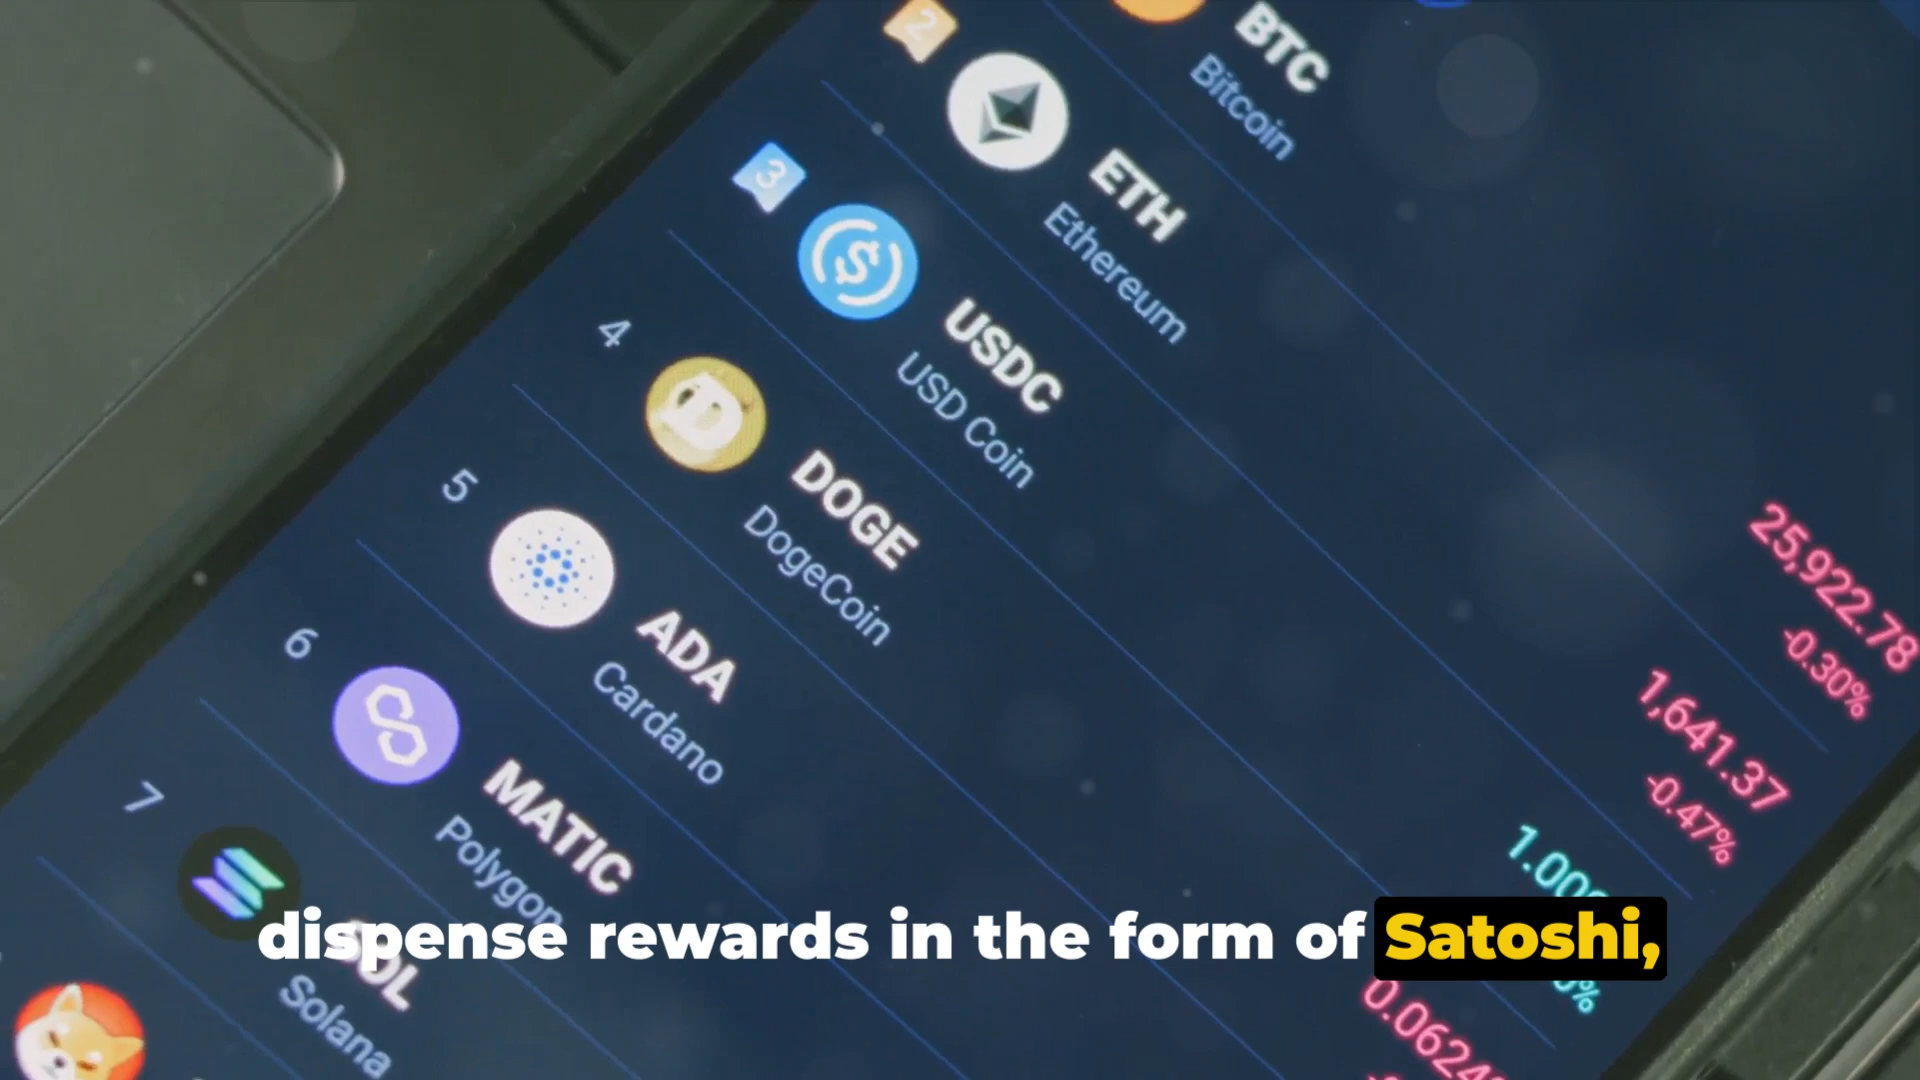 BTC
Bitcoin
25,922.78
-0.30%
2
ETH
Ethereum
1,641.37
-0.47%
3
USDC
USD Coin
4
DOGE
DogeCoin
5
ADA
Cardano
6
MATIC
Polygon
7
SOL
Solana
dispense rewards in the form of Satoshi,